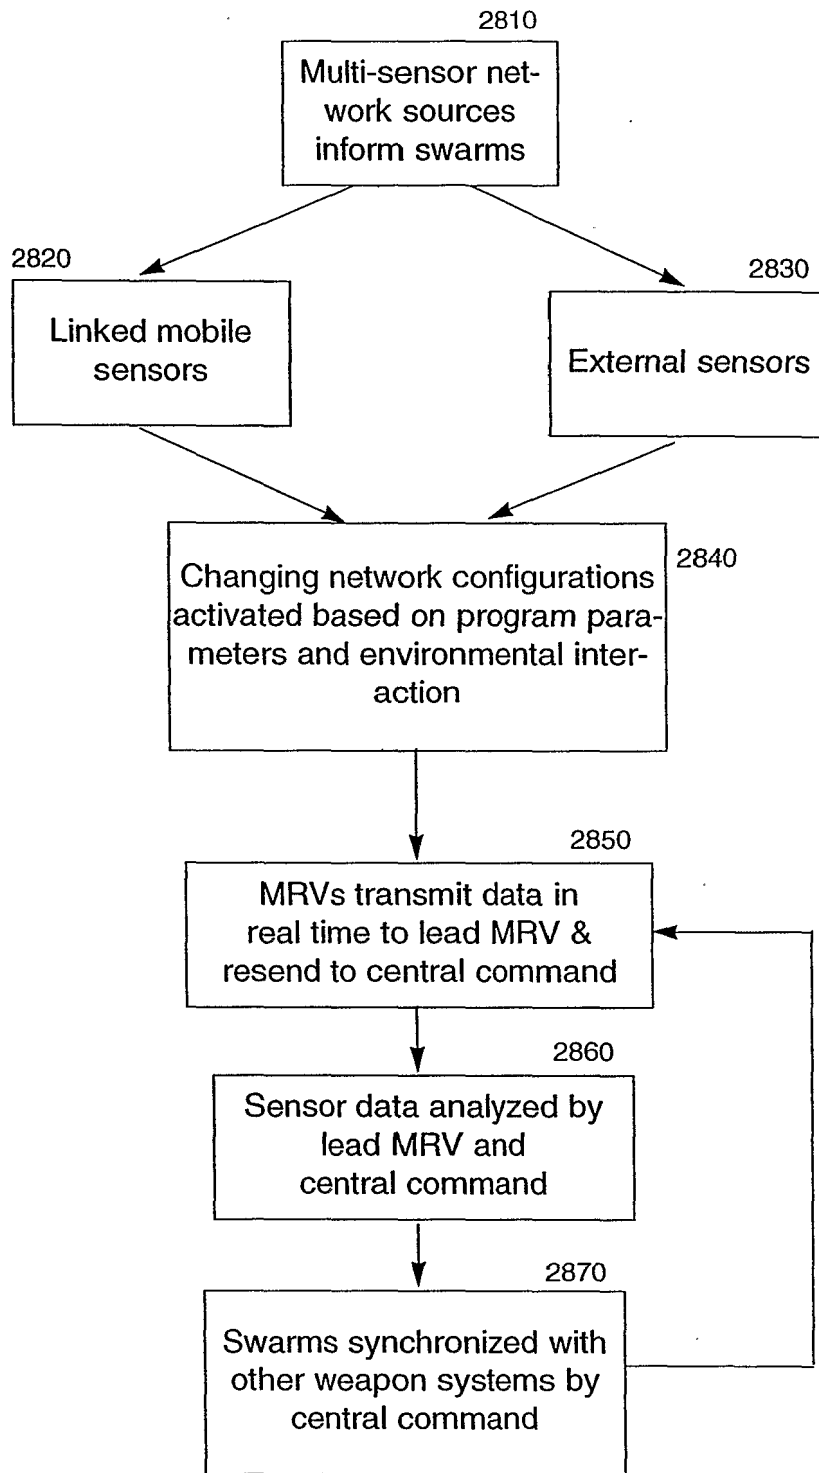 2810
Multi-sensor net-
work sources
inform swarms
2820
Linked mobile
sensors
2830
External sensors
2840
Changing network configurations
activated based on program para-
meters and environmental inter-
action
2850
MRVs transmit data in
real time to lead MRV &
resend to central command
2860
Sensor data analyzed by
lead MRV and
central command
2870
Swarms synchronized with
other weapon systems by
central command